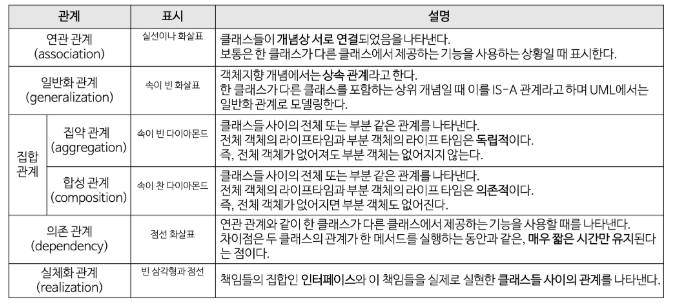 관계 표시 설명
연관 관계
(association)
실선이나 화살표
클래스들이 개념상 서로 연결되었음을 나타낸다.
보통은 한 클래스가 다른 클래스에서 제공하는 기능을 사용하는 상황일 때 표시한다.
일반화 관계
(generalization)
속이 빈 화살표
객체지향 개념에서는 상속 관계라고 한다.
한 클래스가 다른 클래스를 포함하는 상위 개념일 때 이를 IS-A 관계라고 하며 UML에서는
일반화 관계로 모델링한다.
집합
관계
집약 관계
(aggregation)
속이 빈 다이아몬드
클래스들 사이의 전체 또는 부분 같은 관계를 나타낸다.
전체 객체의 라이프타임과 부분 객체의 라이프 타임은 독립적이다.
즉, 전체 객체가 없어져도 부분 객체는 없어지지 않는다.
합성 관계
(composition)
속이 찬 다이아몬드
클래스들 사이의 전체 또는 부분 같은 관계를 나타낸다.
전체 객체의 라이프타임과 부분 객체의 라이프 타임은 의존적이다.
즉, 전체 객체가 없어지면 부분 객체도 없어진다.
의존 관계
(dependency)
점선 화살표
연관 관계와 같이 한 클래스가 다른 클래스에서 제공하는 기능을 사용할 때를 나타낸다.
차이점은 두 클래스의 관계가 한 메서드를 실행하는 동안과 같은, 매우 짧은 시간만 유지된다
는 점이다.
실체화 관계
(realization)
빈 삼각형과 점선
책임들의 집합인 인터페이스와 이 책임들을 실제로 실현한 클래스들 사이의 관계를 나타낸다.